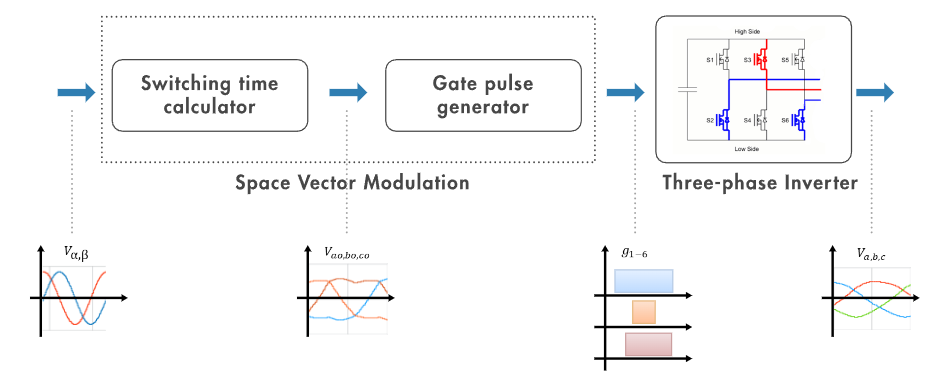 High Side
S1
S3
S5
S2
S4
S6
Low Side
Switching time
calculator
Gate pulse
generator
Space Vector Modulation
Three-phase Inverter
Vα,β
Vao,bo,co
g1−6
Va,b,c